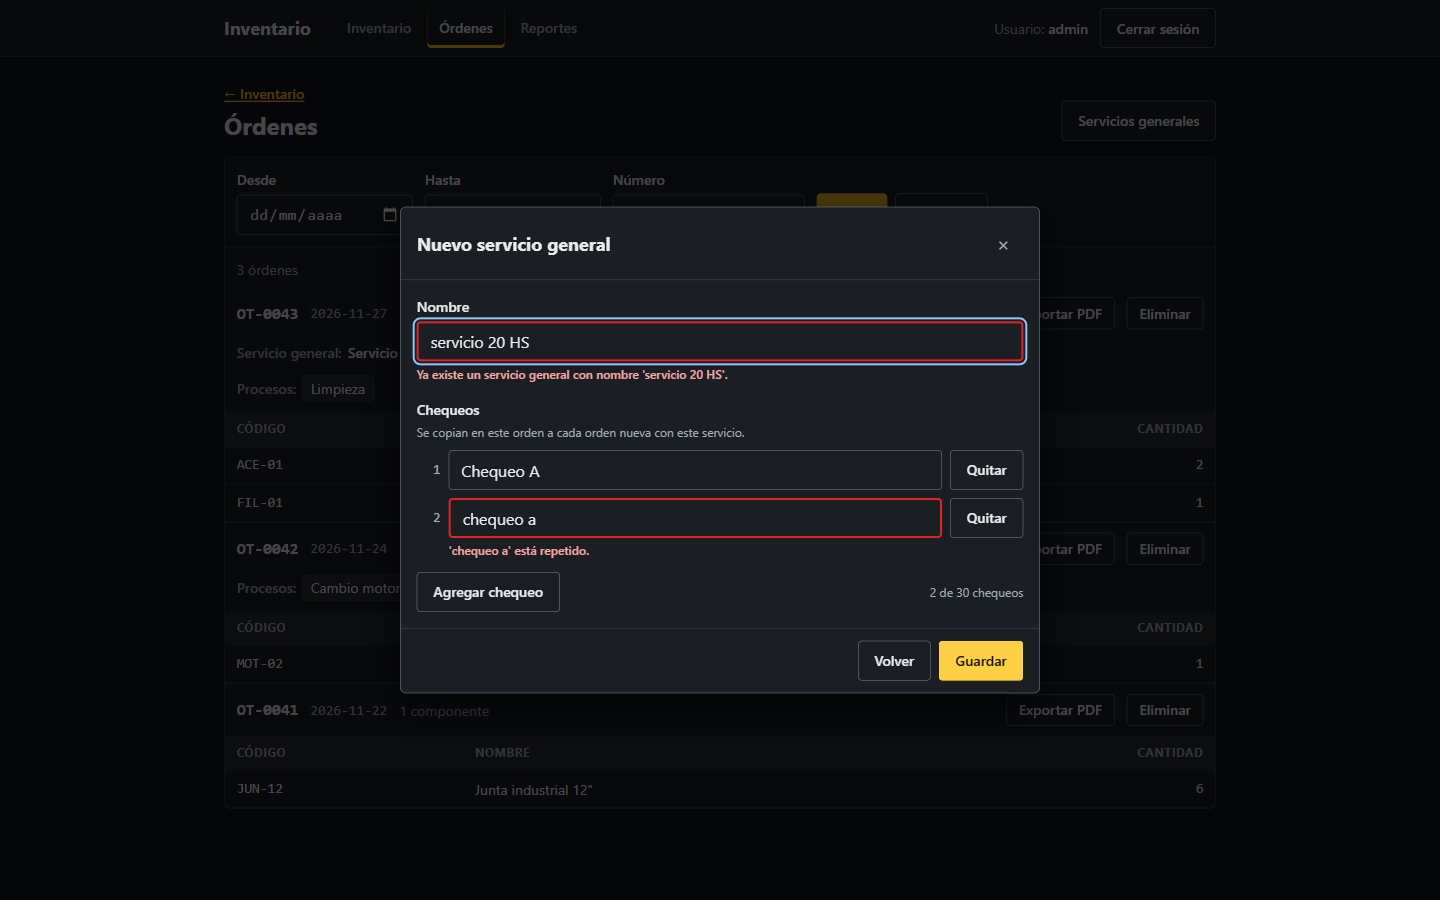 Inventario
Inventario
Órdenes
Reportes
Usuario: admin
Cerrar sesión
← Inventario
Órdenes
Servicios generales
Desde
Hasta
Número
dd/mm/aaaa
3 órdenes
OT-0043 2026-11-27
ortar PDF
Eliminar
Servicio general: Servicio
Procesos: Limpieza
CÓDIGO
CANTIDAD
ACE-01
2
FIL-01
1
OT-0042 2026-11-24
ortar PDF
Eliminar
Procesos: Cambio motor
CÓDIGO
CANTIDAD
MOT-02
1
OT-0041 2026-11-22 1 componente
Exportar PDF
Eliminar
CÓDIGO
NOMBRE
CANTIDAD
JUN-12
Junta industrial 12"
6
Nuevo servicio general
×
Nombre
servicio 20 HS
Ya existe un servicio general con nombre 'servicio 20 HS'.
Chequeos
Se copian en este orden a cada orden nueva con este servicio.
1 Chequeo A Quitar
2 chequeo a Quitar
'chequeo a' está repetido.
Agregar chequeo
2 de 30 chequeos
Volver
Guardar